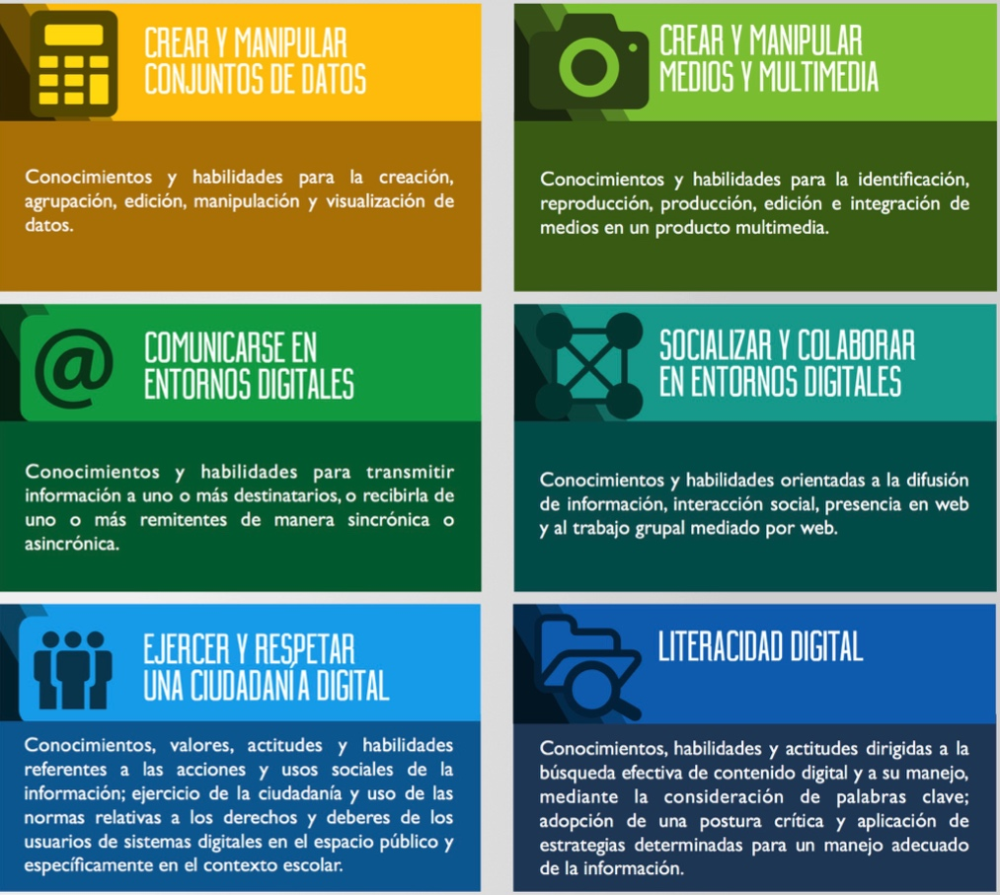 CREAR Y MANIPULAR
CONJUNTOS DE DATOS
Conocimientos y habilidades para la creación,
agrupación, edición, manipulación y visualización de
datos.
CREAR Y MANIPULAR
MEDIOS Y MULTIMEDIA
Conocimientos y habilidades para la identificación,
reproducción, producción, edición e integración de
medios en un producto multimedia.
@
COMUNICARSE EN
ENTORNOS DIGITALES
Conocimientos y habilidades para transmitir
información a uno o más destinatarios, o recibirla de
uno o más remitentes de manera sincrónica o
asincrónica.
SOCIALIZAR Y COLABORAR
EN ENTORNOS DIGITALES
Conocimientos y habilidades orientadas a la difusión
de información, interacción social, presencia en web
y al trabajo grupal mediado por web.
EJERCER Y RESPETAR
UNA CIUDADANÍA DIGITAL
Conocimientos, valores, actitudes y habilidades
referentes a las acciones y usos sociales de la
información; ejercicio de la ciudadanía y uso de las
normas relativas a los derechos y deberes de los
usuarios de sistemas digitales en el espacio público y
específicamente en el contexto escolar.
LITERACIDAD DIGITAL
Conocimientos, habilidades y actitudes dirigidas a la
búsqueda efectiva de contenido digital y a su manejo,
mediante la consideración de palabras clave;
adopción de una postura crítica y aplicación de
estrategias determinadas para un manejo adecuado
de la información.